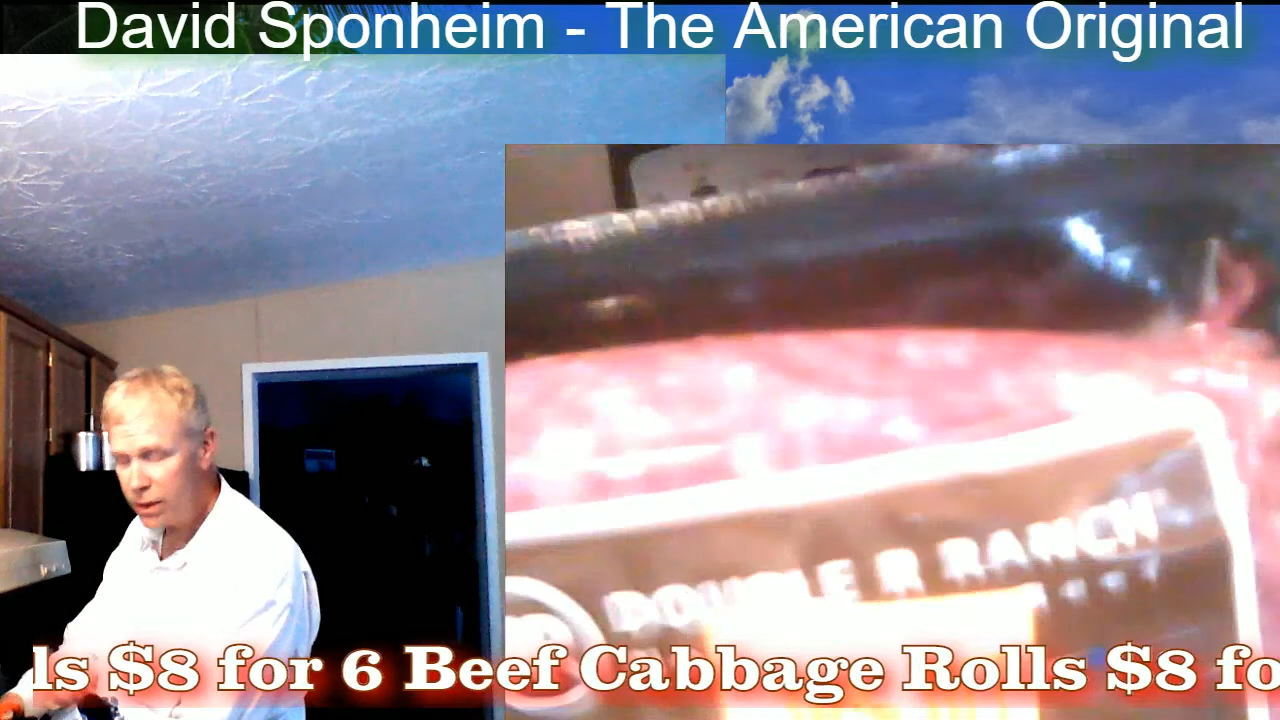 David Sponheim - The American Original
DOUBLE R RANCH
ls $8 for 6 Beef Cabbage Rolls $8 fo